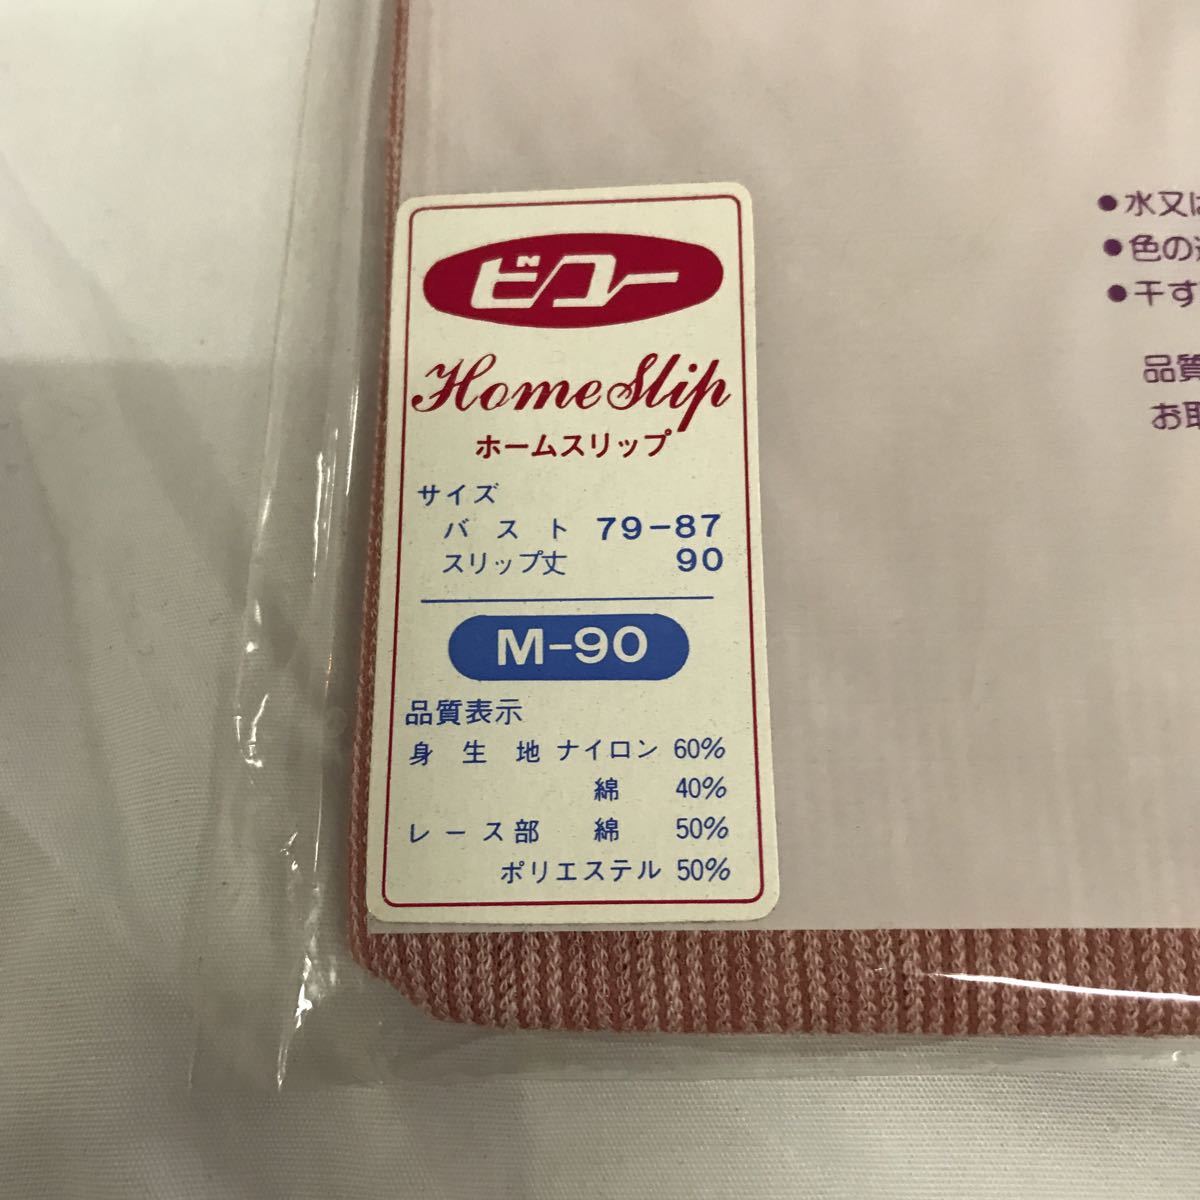 ビューN
Home Slip
ホームスリップ
サイズ
バスト 79-87
スリップ丈 90
M-90
品質表示
身生地 ナイロン 60%
綿 40%
レース部 綿 50%
ポリエステル 50%
●水又は
●色の
●干す
品質
お取